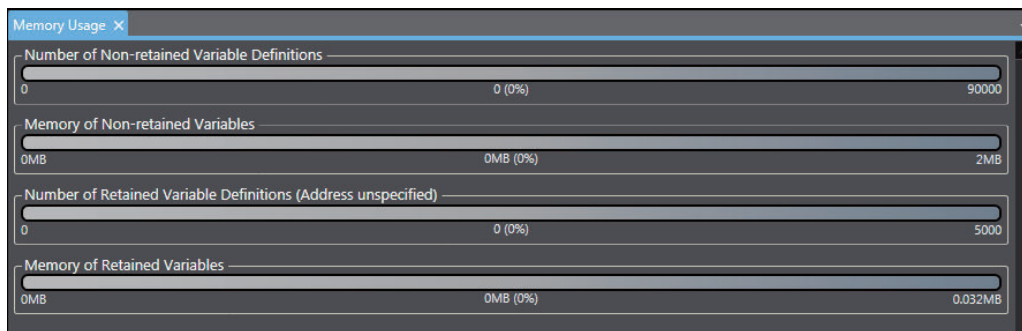 Memory Usage
Number of Non-retained Variable Definitions
0 0 (0%) 90000
Memory of Non-retained Variables
0MB 0MB (0%) 2MB
Number of Retained Variable Definitions (Address unspecified)
0 0 (0%) 5000
Memory of Retained Variables
0MB 0MB (0%) 0.032MB